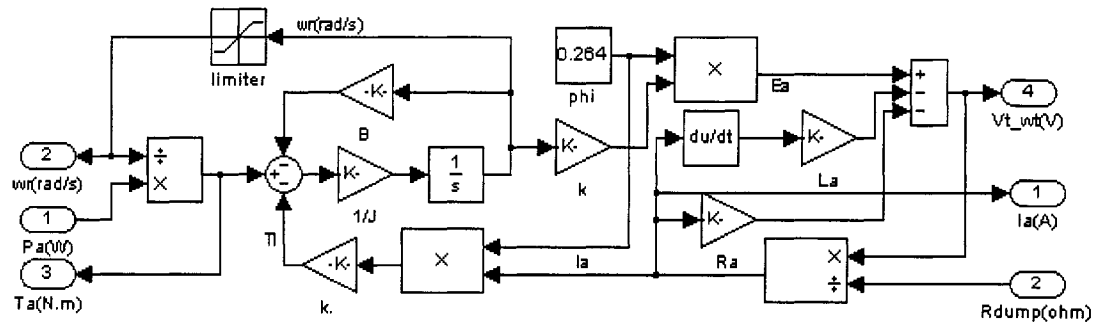 wr(rad/s)
limiter
0.264
phi
×
Ea
+
−
−
4
Vt_wt(V)
-K-
B
2
wr(rad/s)
÷
×
+
−
−
K-
1/J
1
s
K-
k
du/dt
K-
La
1
Pa(W)
3
Ta(N.m)
Tl
-K-
k.
×
Ia
K-
Ra
1
Ia(A)
×
÷
2
Rdump(ohm)